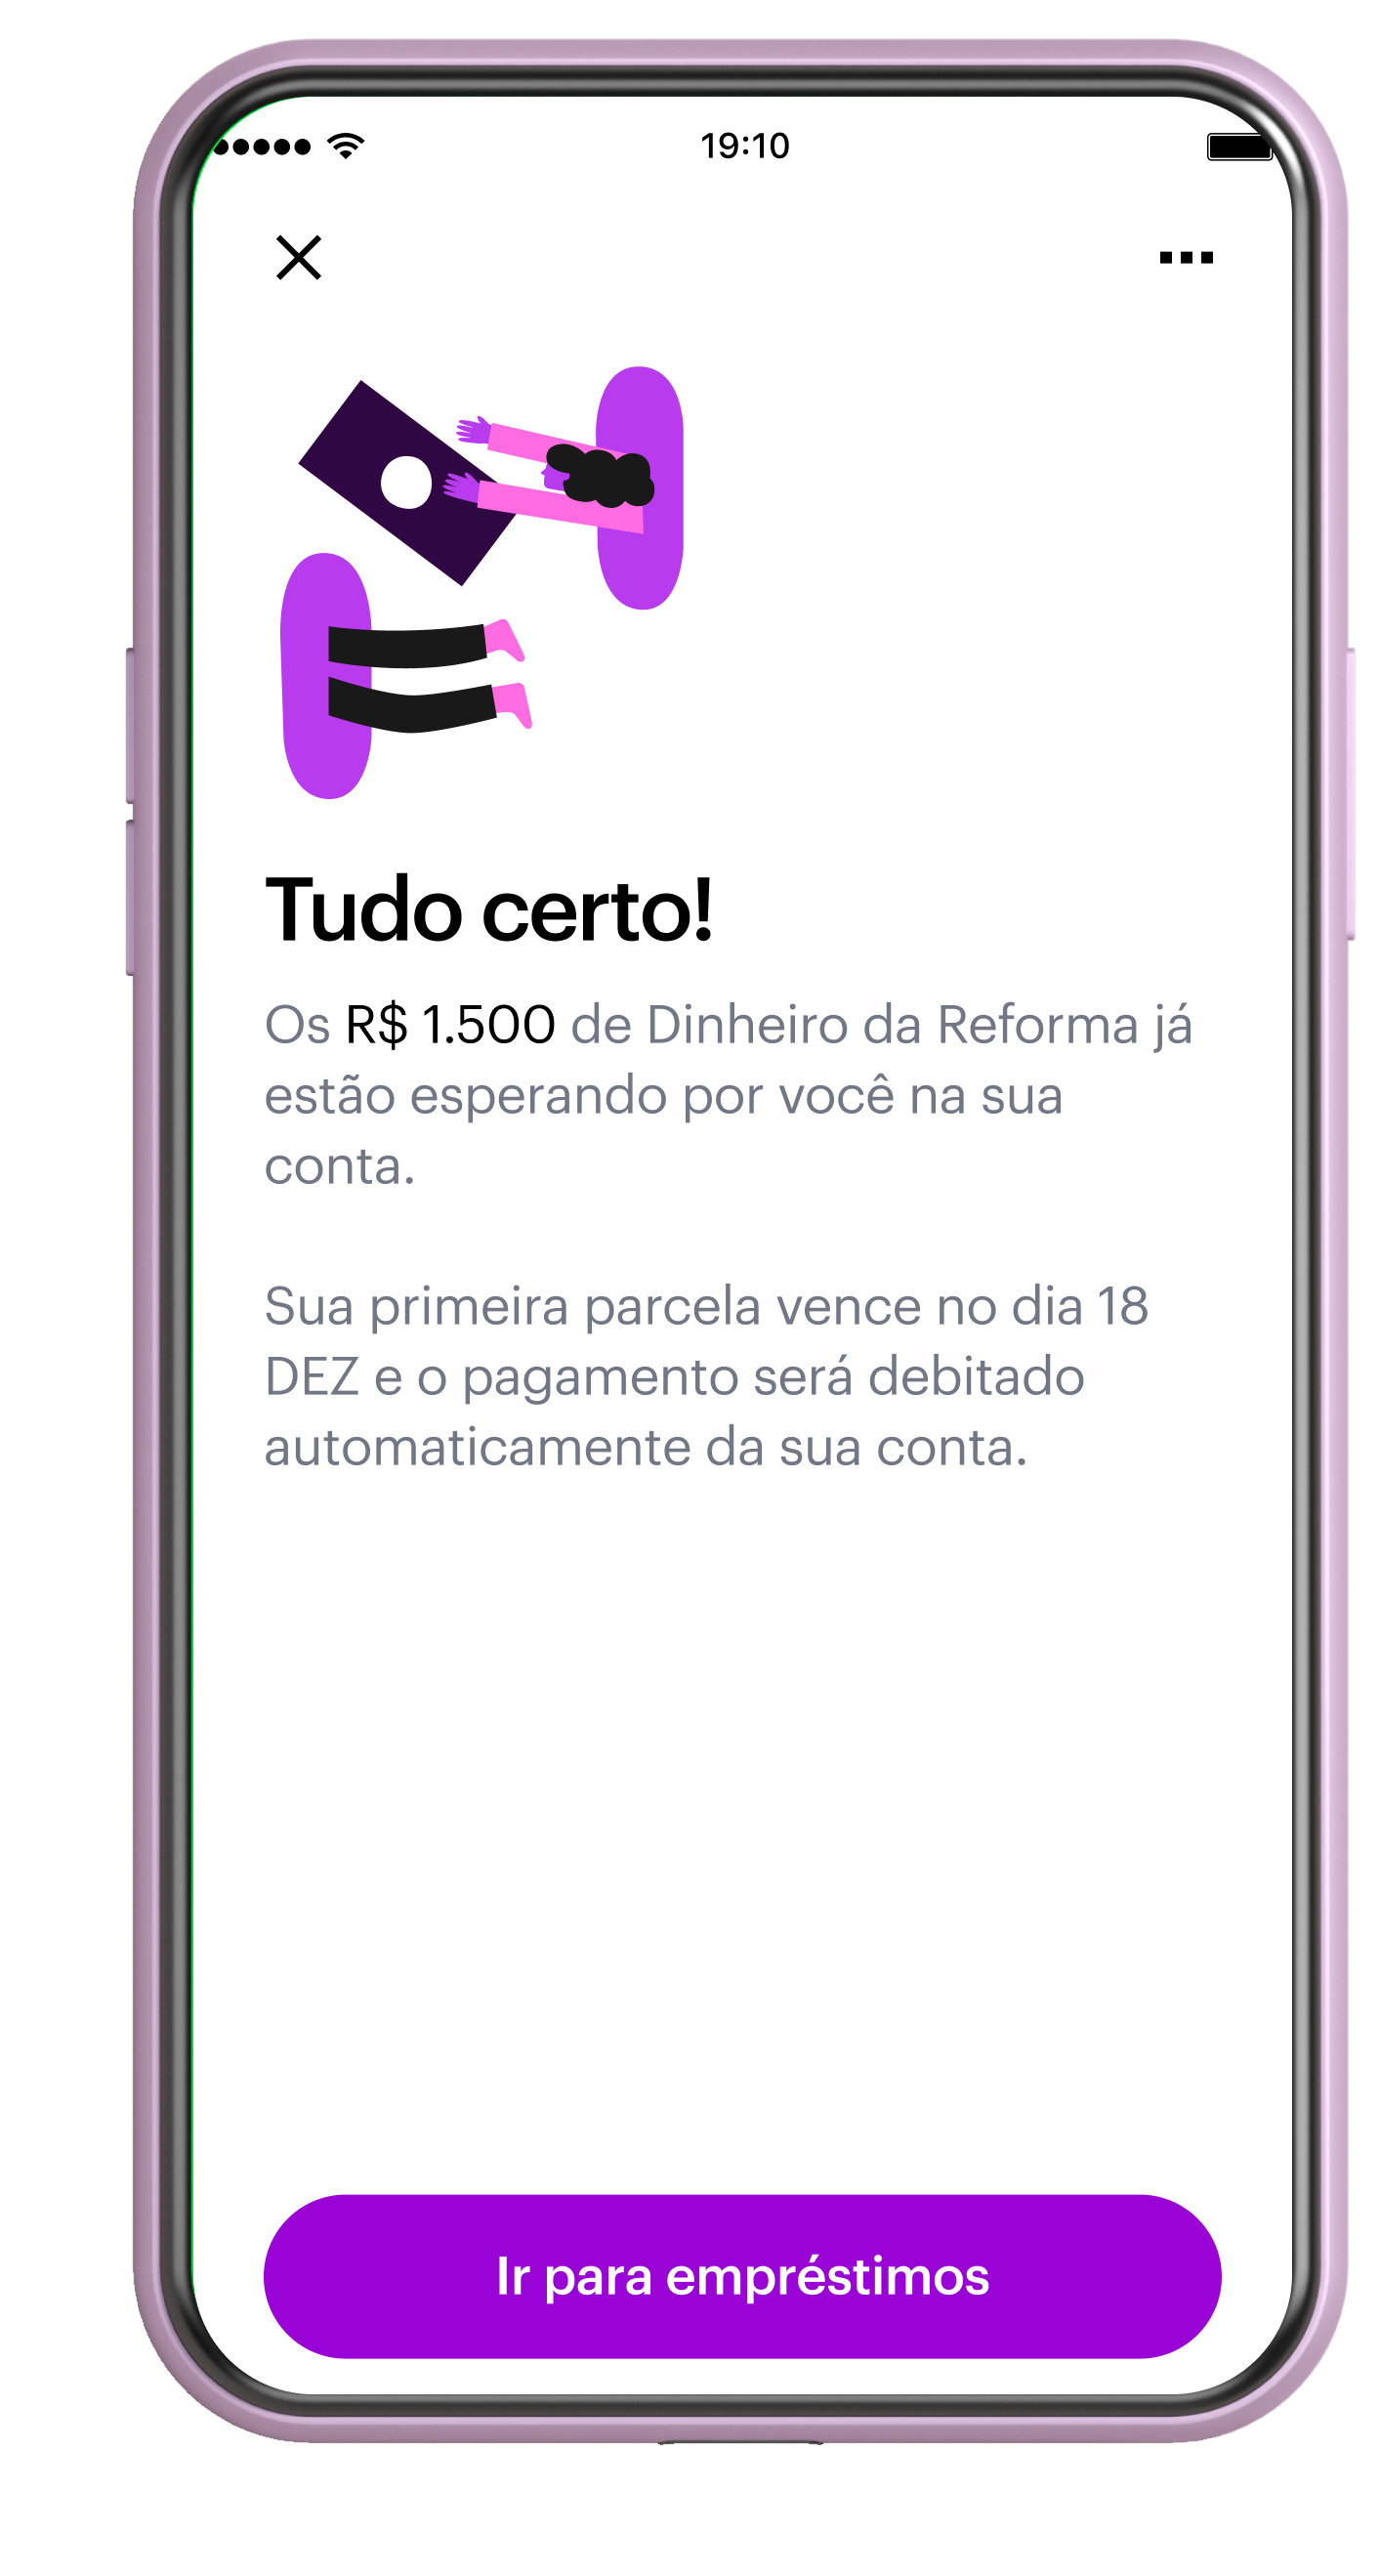 19:10
Tudo certo!
Os R$ 1.500 de Dinheiro da Reforma já
estão esperando por você na sua
conta.
Sua primeira parcela vence no dia 18
DEZ e o pagamento será debitado
automaticamente da sua conta.
Ir para empréstimos